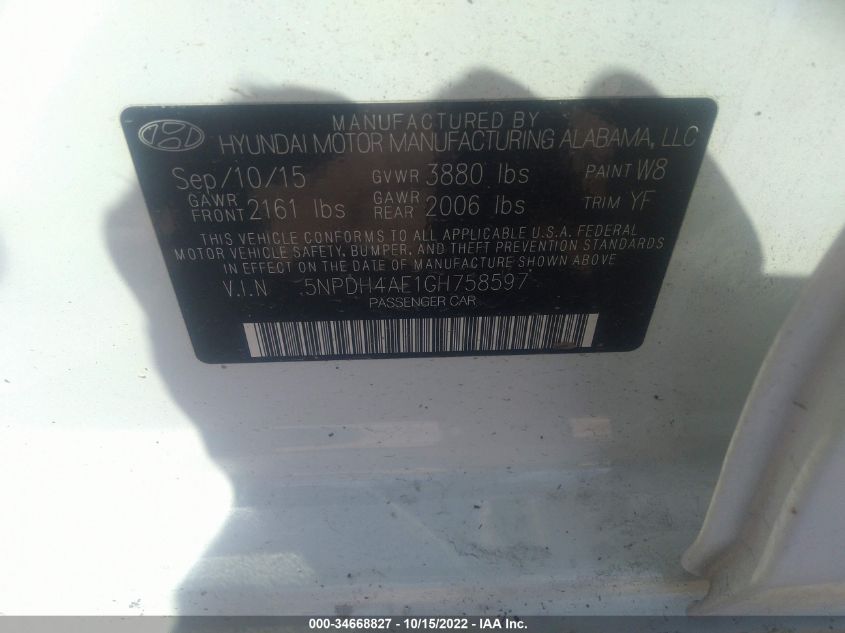 MANUFACTURED BY
HYUNDAI MOTOR MANUFACTURING ALABAMA, LLC
Sep/10/15 GVWR 3880 lbs PAINT W8
GAWR FRONT 2161 lbs GAWR REAR 2006 lbs TRIM YF
THIS VEHICLE CONFORMS TO ALL APPLICABLE U.S.A. FEDERAL
MOTOR VEHICLE SAFETY, BUMPER, AND THEFT PREVENTION STANDARDS
IN EFFECT ON THE DATE OF MANUFACTURE SHOWN ABOVE
V.I.N 5NPDH4AE1GH758597
PASSENGER CAR
000-34668827 - 10/15/2022 - IAA Inc.